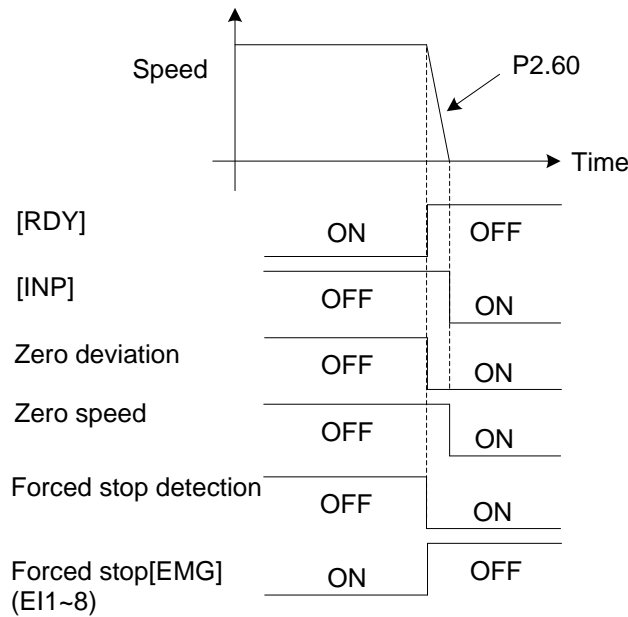 Speed
P2.60
Time
[RDY] ON OFF
[INP] OFF ON
Zero deviation OFF ON
Zero speed OFF ON
Forced stop detection OFF ON
Forced stop[EMG] ON OFF
(EI1~8)